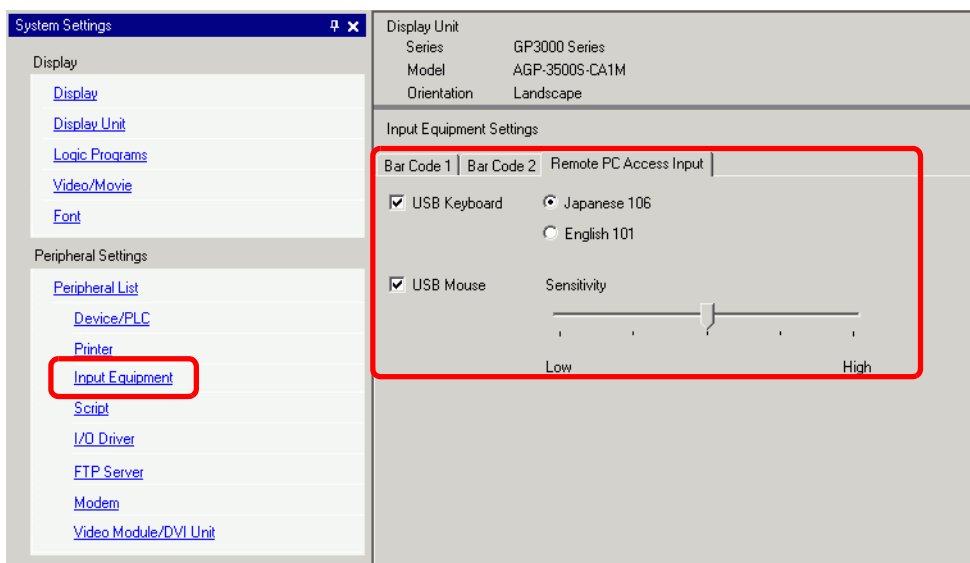 System Settings
Display
Display
Display Unit
Logic Programs
Video/Movie
Font
Peripheral Settings
Peripheral List
Device/PLC
Printer
Input Equipment
Script
I/O Driver
FTP Server
Modem
Video Module/DVI Unit
Display Unit
Series GP3000 Series
Model AGP-3500S-CA1M
Orientation Landscape
Input Equipment Settings
Bar Code 1 Bar Code 2 Remote PC Access Input
USB Keyboard Japanese 106
English 101
USB Mouse Sensitivity
Low High